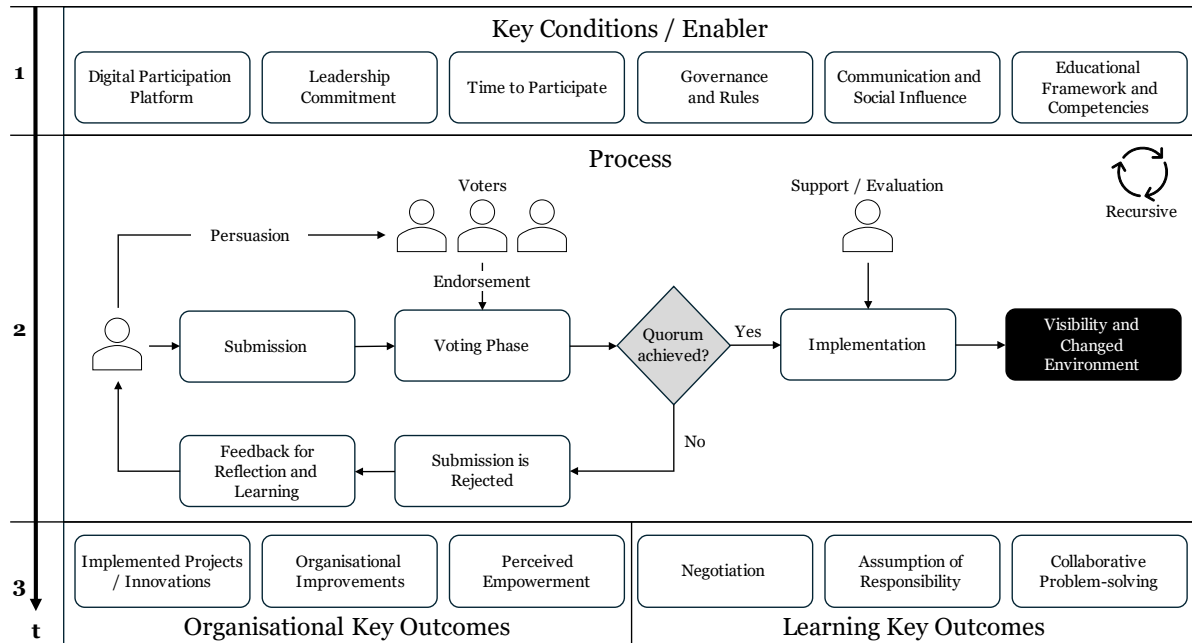 Key Conditions / Enabler
1
Digital Participation
Platform
Leadership
Commitment
Time to Participate
Governance
and Rules
Communication and
Social Influence
Educational
Framework and
Competencies
Process
Recursive
Voters
Support / Evaluation
Persuasion
Endorsement
2
Submission
Voting Phase
Quorum
achieved?
Yes
Implementation
Visibility and
Changed
Environment
No
Feedback for
Reflection and
Learning
Submission is
Rejected
3
Implemented Projects
/ Innovations
Organisational
Improvements
Perceived
Empowerment
Negotiation
Assumption of
Responsibility
Collaborative
Problem-solving
t
Organisational Key Outcomes
Learning Key Outcomes